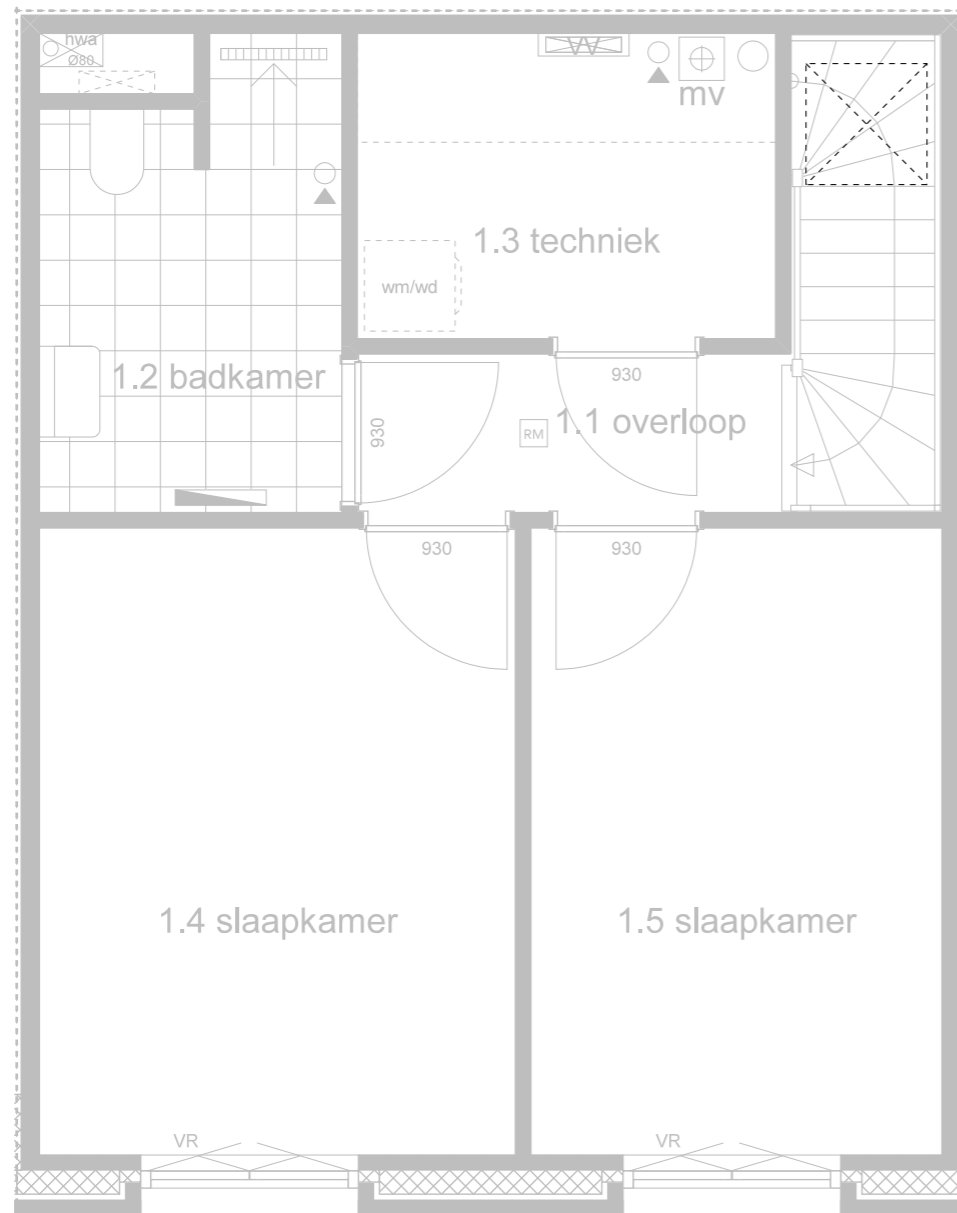 hwa
Ø80
mv
1.3 techniek
wm/wd
1.2 badkamer
930
930
RM
1.1 overloop
930
930
1.4 slaapkamer
1.5 slaapkamer
VR
VR